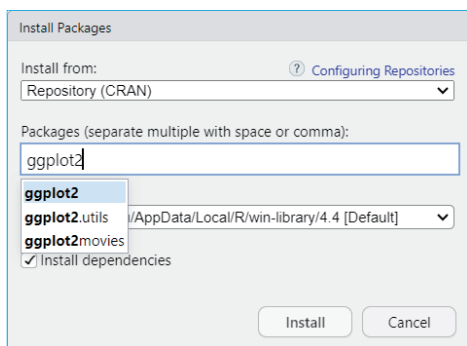 Install Packages
Install from:
? Configuring Repositories
Repository (CRAN)
Packages (separate multiple with space or comma):
ggplot2
ggplot2
ggplot2.utils
/AppData/Local/R/win-library/4.4 [Default]
ggplot2movies
Install dependencies
Install
Cancel